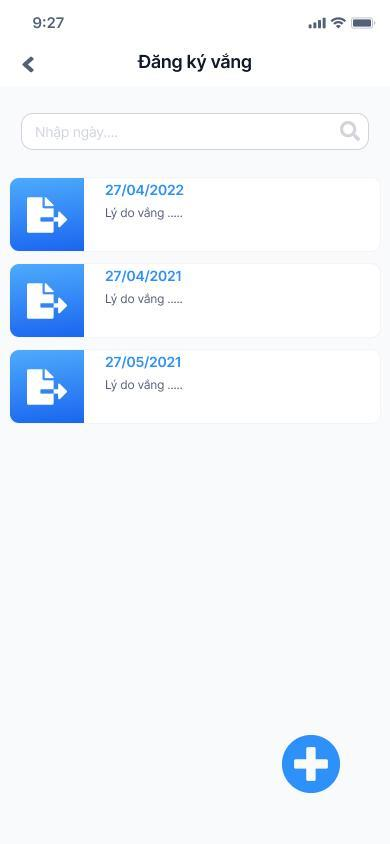 9:27
Đăng ký vắng
Nhập ngày....
27/04/2022
Lý do vắng .....
27/04/2021
Lý do vắng .....
27/05/2021
Lý do vắng .....